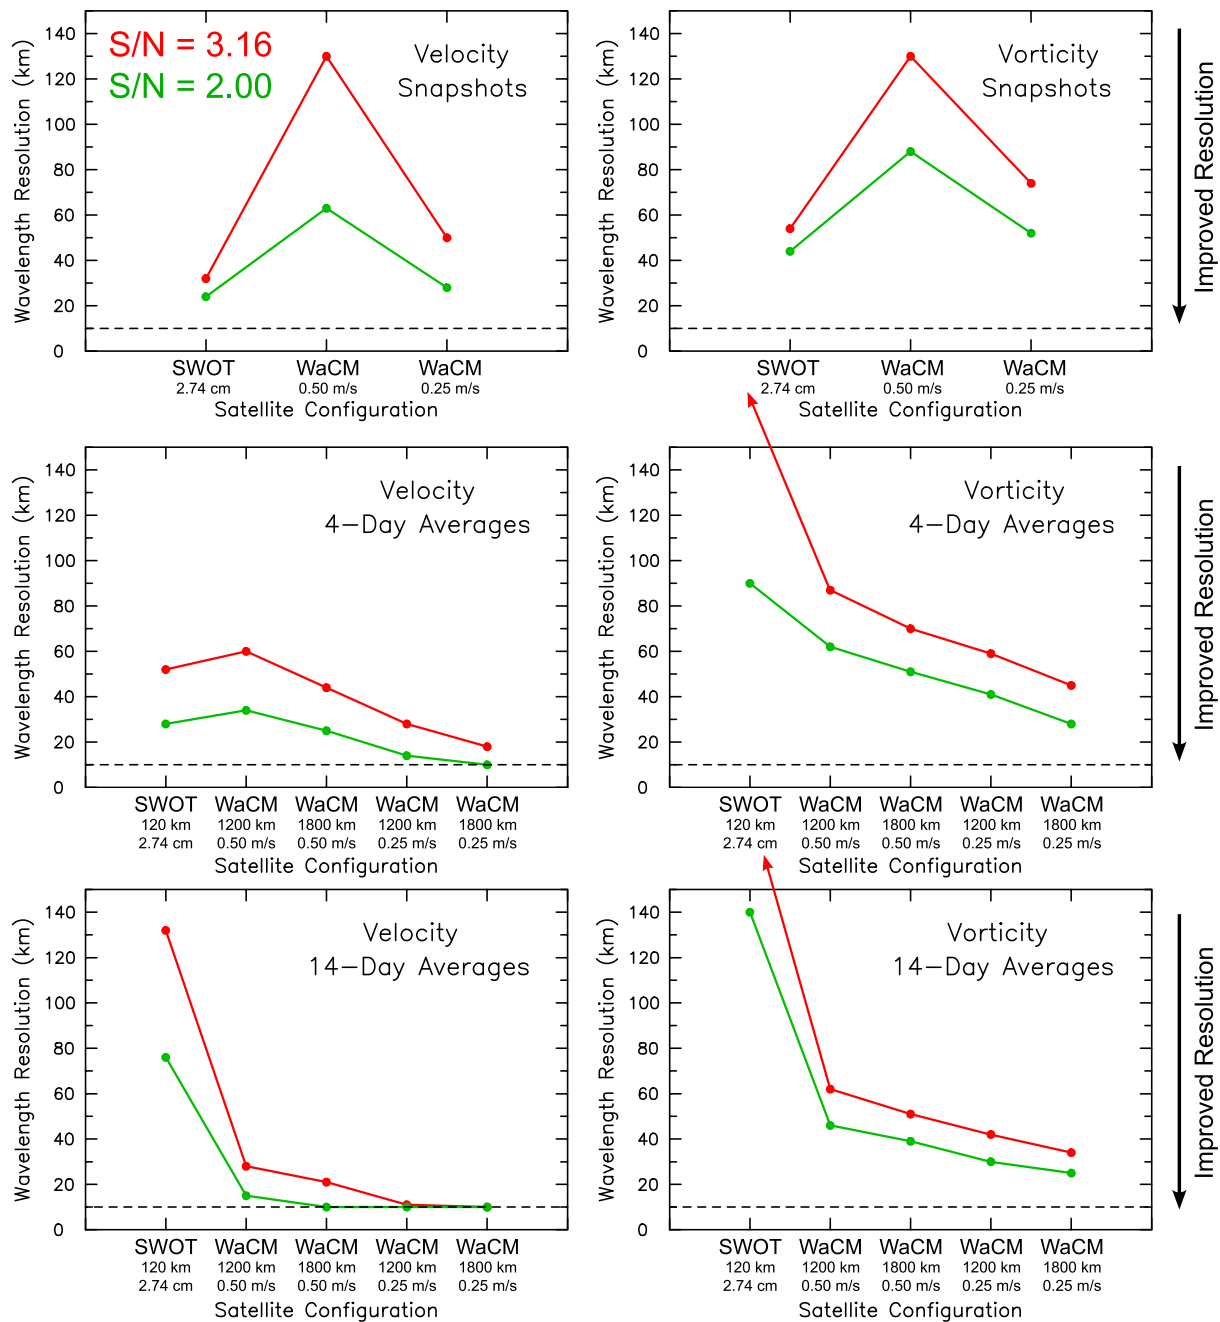 S/N = 3.16
S/N = 2.00
Velocity
Snapshots
Wavelength Resolution (km)
140
120
100
80
60
40
20
0
SWOT WaCM WaCM
2.74 cm 0.50 m/s 0.25 m/s
Satellite Configuration
Vorticity
Snapshots
Wavelength Resolution (km)
140
120
100
80
60
40
20
0
SWOT WaCM WaCM
2.74 cm 0.50 m/s 0.25 m/s
Satellite Configuration
Improved Resolution
Velocity
4-Day Averages
Wavelength Resolution (km)
140
120
100
80
60
40
20
0
SWOT WaCM WaCM WaCM WaCM
120 km 1200 km 1800 km 1200 km 1800 km
2.74 cm 0.50 m/s 0.50 m/s 0.25 m/s 0.25 m/s
Satellite Configuration
Vorticity
4-Day Averages
Wavelength Resolution (km)
140
120
100
80
60
40
20
0
SWOT WaCM WaCM WaCM WaCM
120 km 1200 km 1800 km 1200 km 1800 km
2.74 cm 0.50 m/s 0.50 m/s 0.25 m/s 0.25 m/s
Satellite Configuration
Improved Resolution
Velocity
14-Day Averages
Wavelength Resolution (km)
140
120
100
80
60
40
20
0
SWOT WaCM WaCM WaCM WaCM
120 km 1200 km 1800 km 1200 km 1800 km
2.74 cm 0.50 m/s 0.50 m/s 0.25 m/s 0.25 m/s
Satellite Configuration
Vorticity
14-Day Averages
Wavelength Resolution (km)
140
120
100
80
60
40
20
0
SWOT WaCM WaCM WaCM WaCM
120 km 1200 km 1800 km 1200 km 1800 km
2.74 cm 0.50 m/s 0.50 m/s 0.25 m/s 0.25 m/s
Satellite Configuration
Improved Resolution